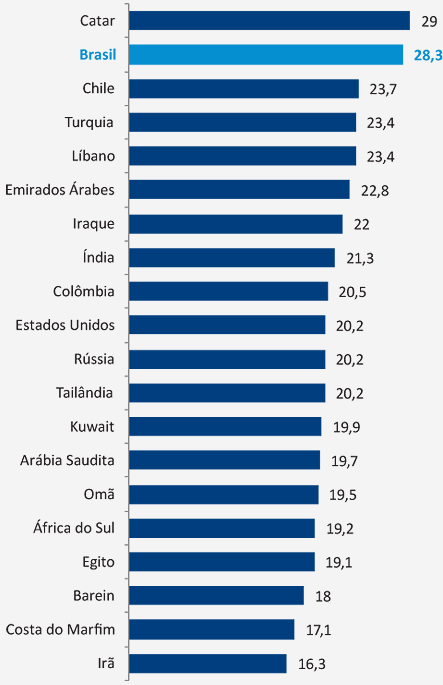 Catar 29
Brasil 28,3
Chile 23,7
Turquia 23,4
Líbano 23,4
Emirados Árabes 22,8
Iraque 22
Índia 21,3
Colômbia 20,5
Estados Unidos 20,2
Rússia 20,2
Tailândia 20,2
Kuwait 19,9
Arábia Saudita 19,7
Omã 19,5
África do Sul 19,2
Egito 19,1
Barein 18
Costa do Marfim 17,1
Irã 16,3